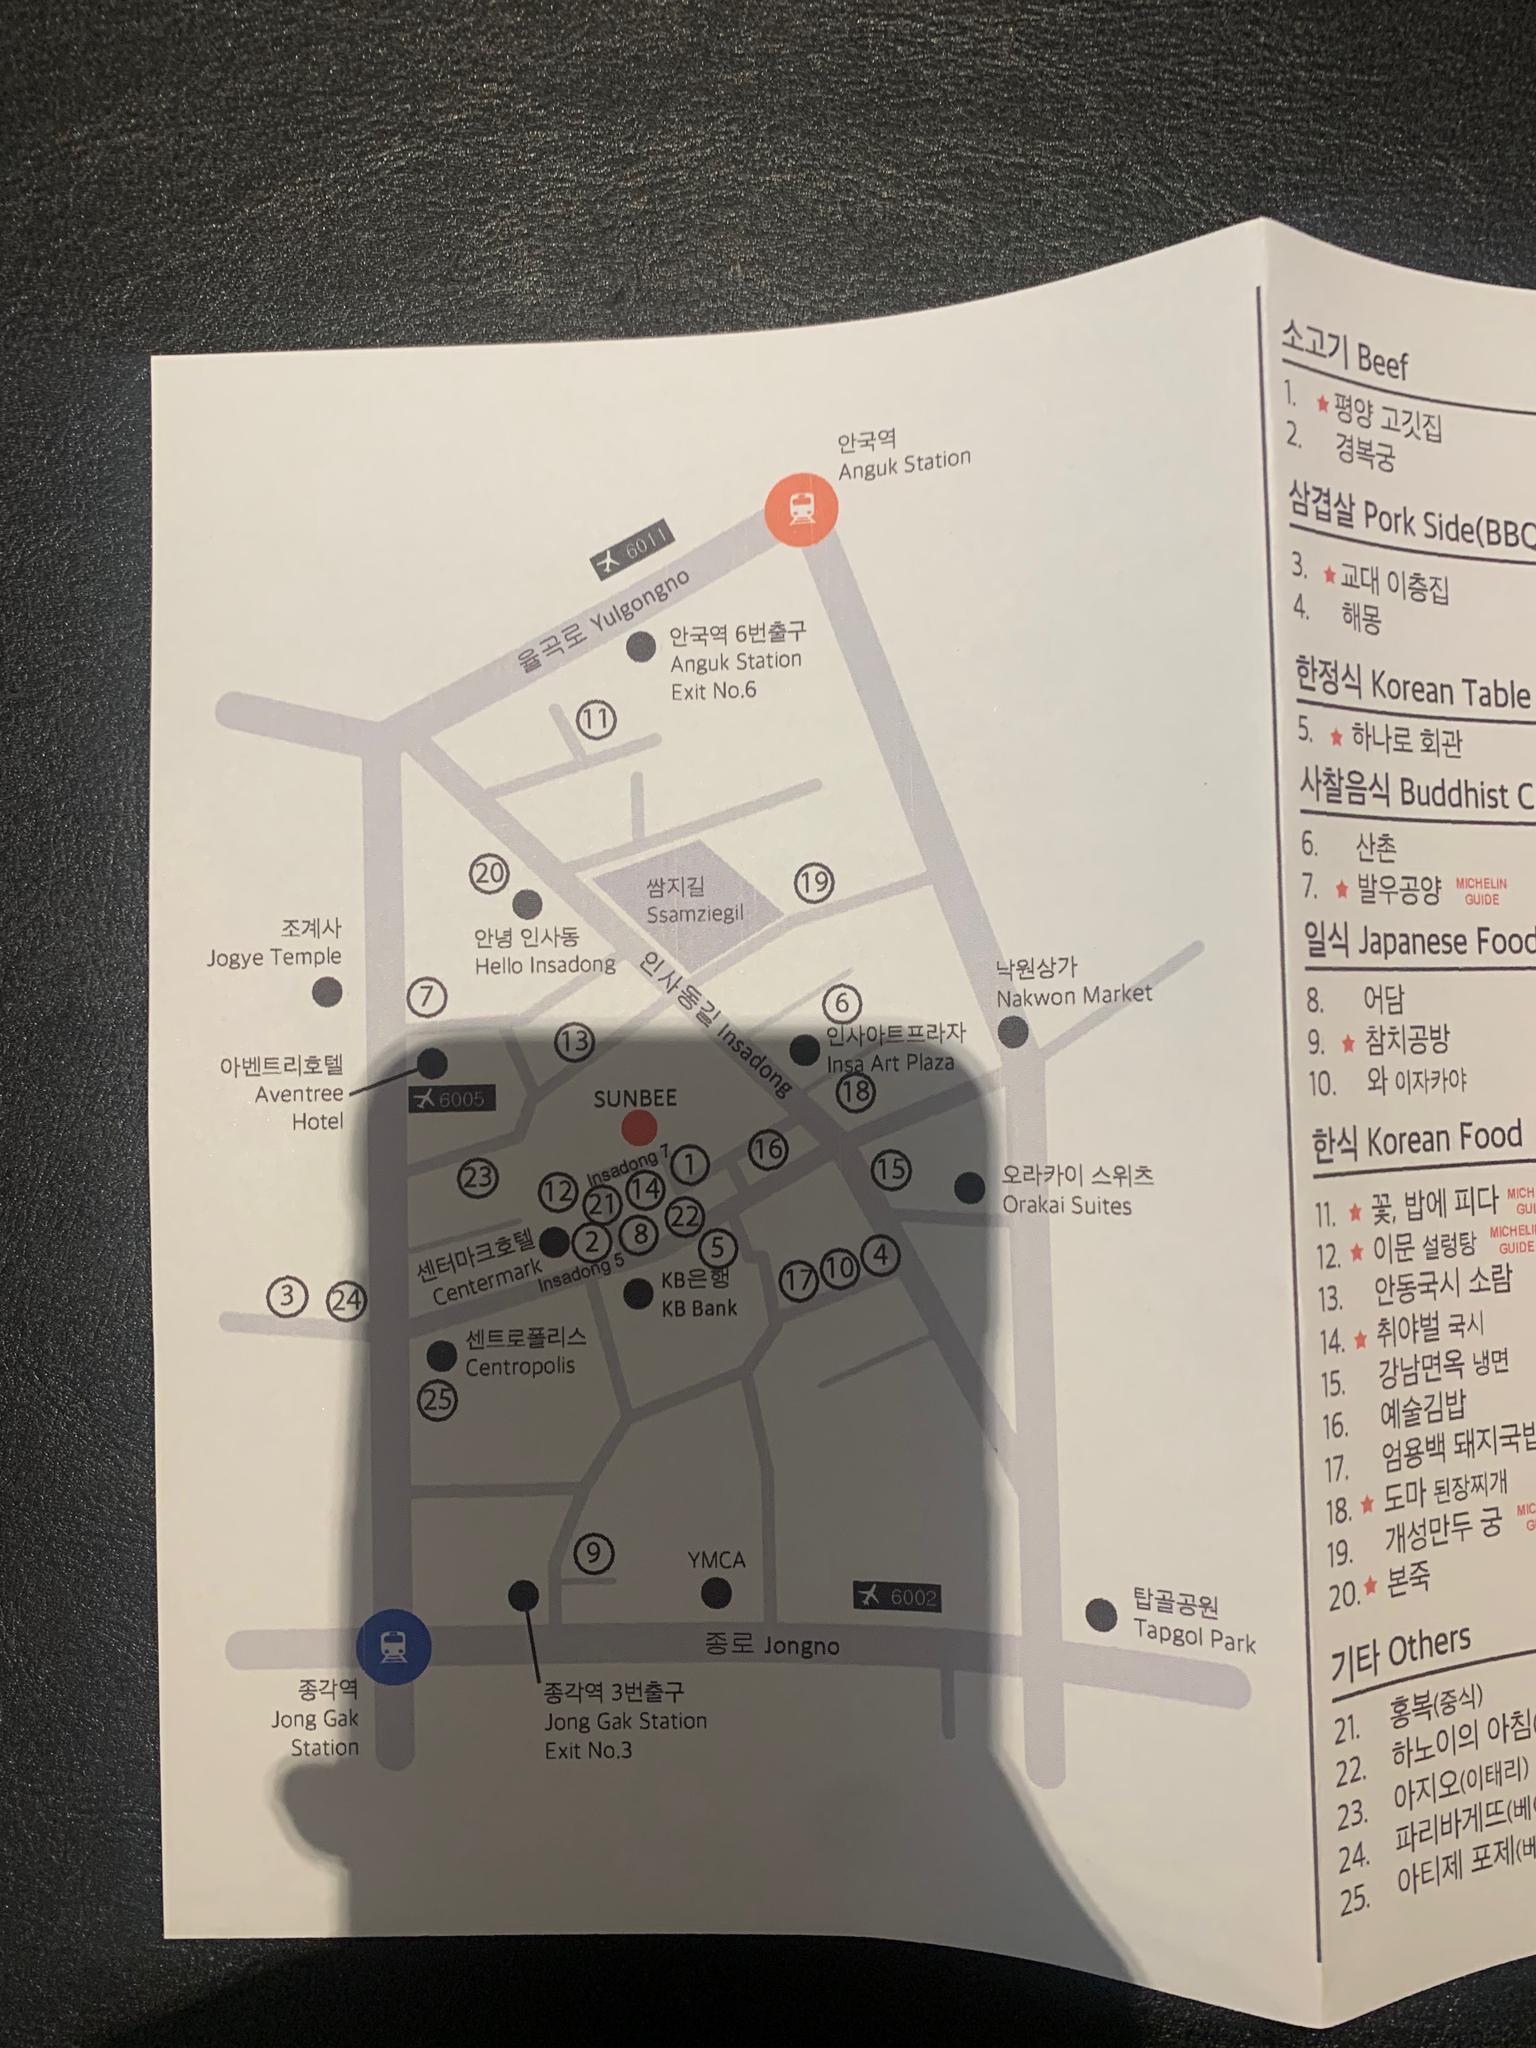 안국역
Anguk Station
6011
율곡로 Yulgongno
안국역 6번출구
Anguk Station
Exit No.6
11
20
쌈지길
Ssamziegil
19
안녕 인사동
Hello Insadong
조계사
Jogye Temple
7
인사동길 Insadong
낙원상가
Nakwon Market
6
13
인사아트프라자
Insa Art Plaza
아벤트리호텔
Aventree
Hotel
6005
18
SUNBEE
Insadong 7
1
16
15
오라카이 스위츠
Orakai Suites
23
12
21
14
22
센터마크호텔
Centermark
2
8
5
Insadong 5
KB은행
KB Bank
17
10
4
3
24
센트로폴리스
Centropolis
25
9
YMCA
6002
탑골공원
Tapgol Park
종로 Jongno
종각역
Jong Gak
Station
종각역 3번출구
Jong Gak Station
Exit No.3
소고기 Beef
1. ★ 평양 고깃집
2. 경복궁
삼겹살 Pork Side(BBQ
3. ★ 교대 이층집
4. 해몽
한정식 Korean Table
5. ★ 하나로 회관
사찰음식 Buddhist C
6. 산촌
7. ★ 발우공양 MICHELIN
GUIDE
일식 Japanese Food
8. 어담
9. ★ 참치공방
10. 와 이자카야
한식 Korean Food
11. ★ 꽃, 밥에 피다 MICH
GUI
12. ★ 이문 설렁탕 MICHELIN
GUIDE
13. 안동국시 소람
14. ★ 취야벌 국시
15. 강남면옥 냉면
16. 예술김밥
17. 엄용백 돼지국밥
18. ★ 도마 된장찌개
19. 개성만두 궁 MIC
G
20. ★ 본죽
기타 Others
21. 홍복(중식)
22. 하노이의 아침(
23. 아지오(이태리)
24. 파리바게뜨(베이
25. 아티제 포제(베